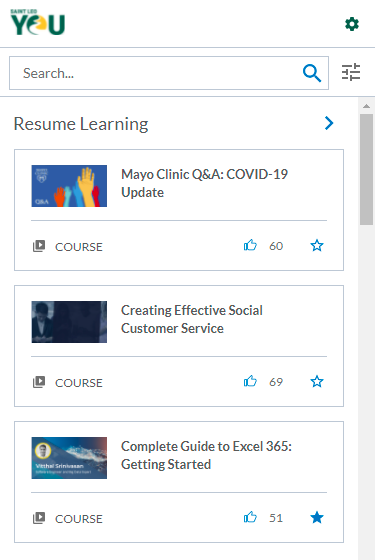 SAINT LEO
YOU
Search...
Resume Learning
Mayo Clinic Q&A: COVID-19
Update
Q&A
COURSE
60
Creating Effective Social
Customer Service
COURSE
69
Complete Guide to Excel 365:
Getting Started
Vitthal Srinivasan
COURSE
51